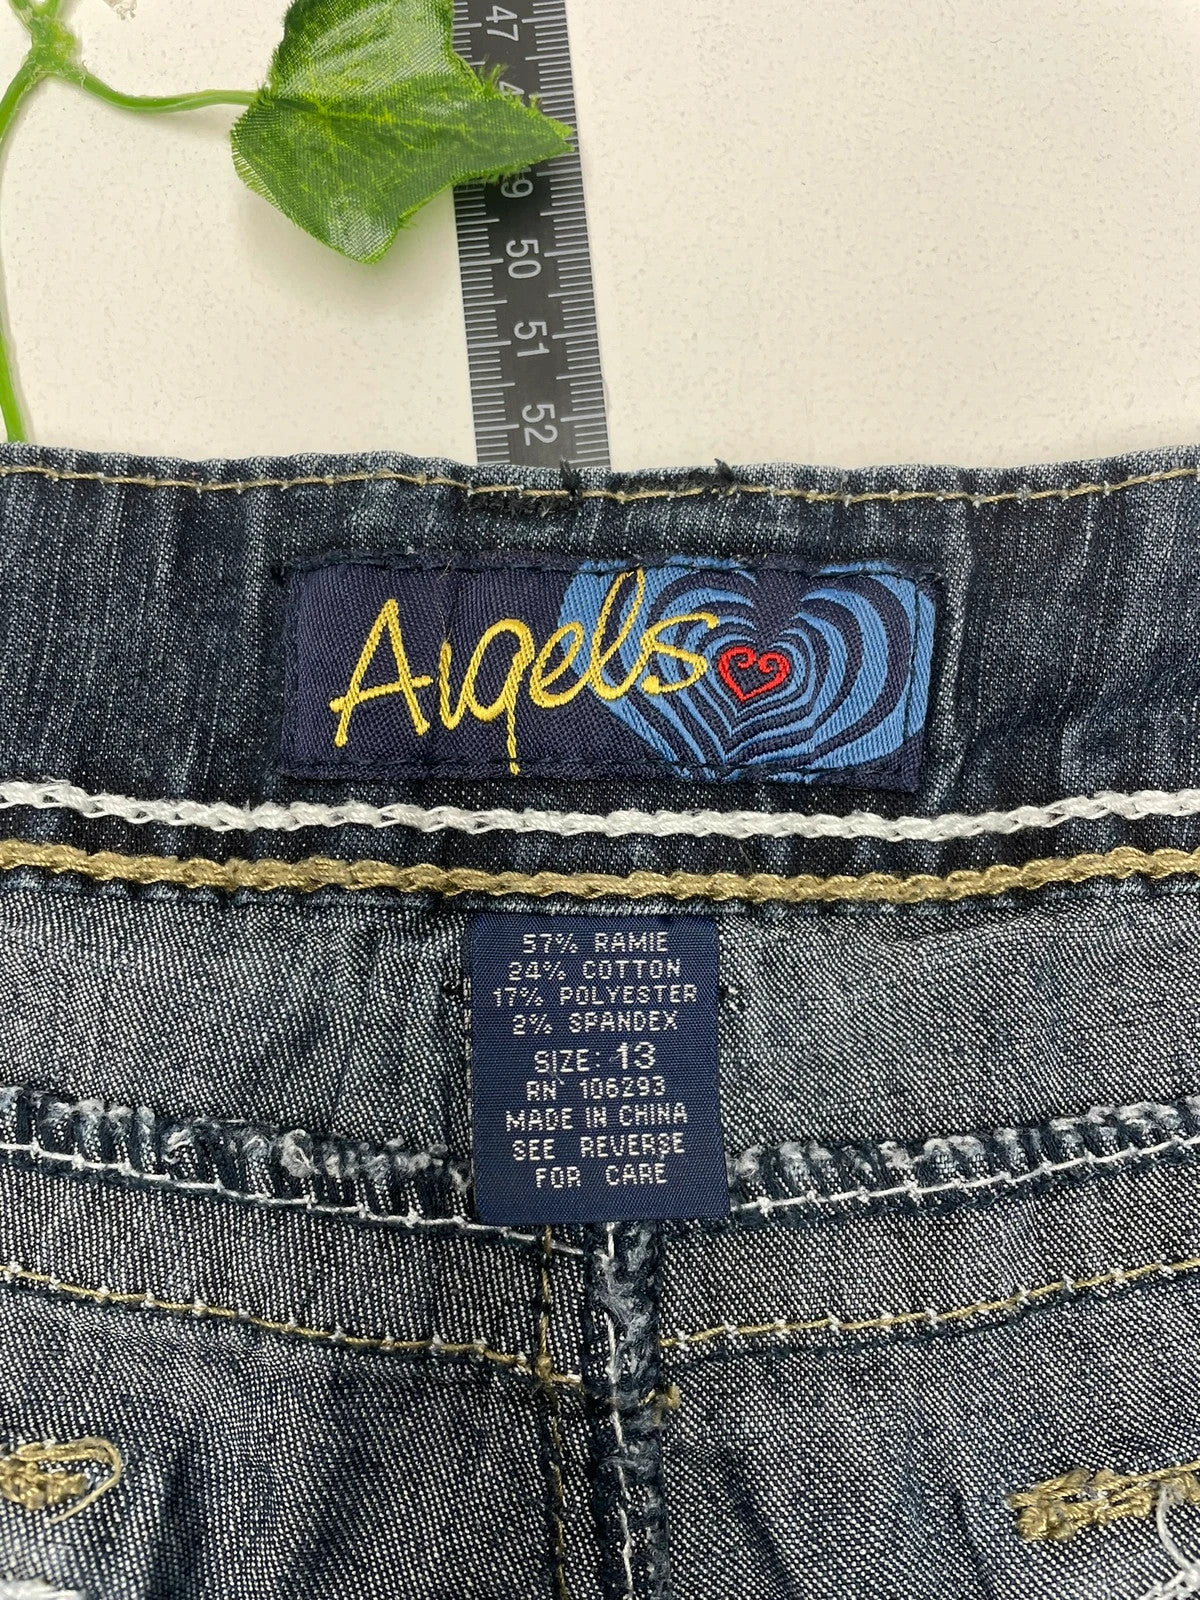 47
49
50
51
52
Angels
57% RAMIE
24% COTTON
17% POLYESTER
2% SPANDEX
SIZE: 13
RN 106293
MADE IN CHINA
SEE REVERSE
FOR CARE